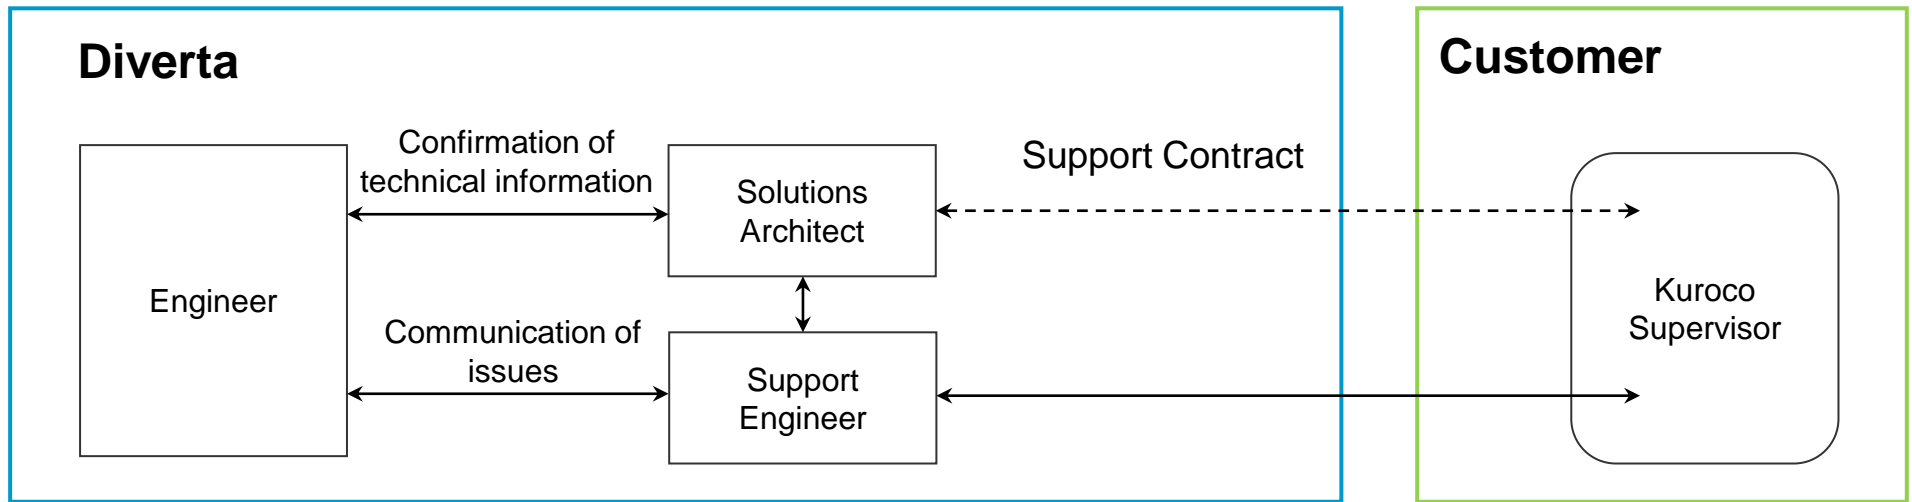 Diverta
Customer
Confirmation of
technical information
Support Contract
Solutions
Architect
Engineer
Communication of
issues
Support
Engineer
Kuroco
Supervisor